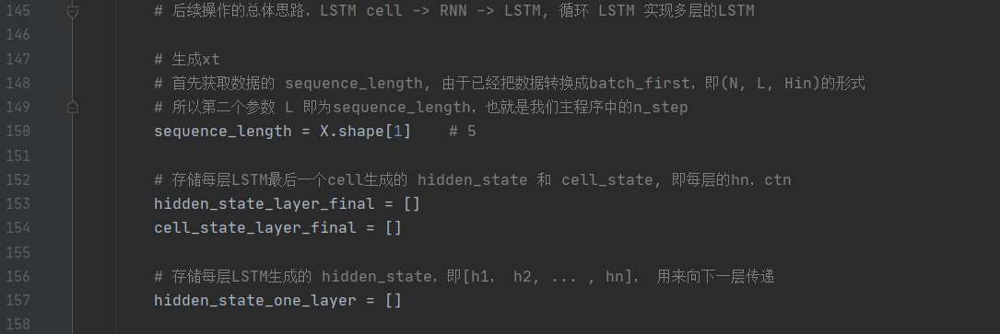 145 # 后续操作的总体思路，LSTM cell -> RNN -> LSTM, 循环 LSTM 实现多层的LSTM
146
147 # 生成xt
148 # 首先获取数据的 sequence_length, 由于已经把数据转换成batch_first，即(N, L, Hin)的形式
149 # 所以第二个参数 L 即为sequence_length，也就是我们主程序中的n_step
150 sequence_length = X.shape[1] # 5
151
152 # 存储每层LSTM最后一个cell生成的 hidden_state 和 cell_state, 即每层的hn，ctn
153 hidden_state_layer_final = []
154 cell_state_layer_final = []
155
156 # 存储每层LSTM生成的 hidden_state，即[h1， h2, ... , hn]， 用来向下一层传递
157 hidden_state_one_layer = []
158